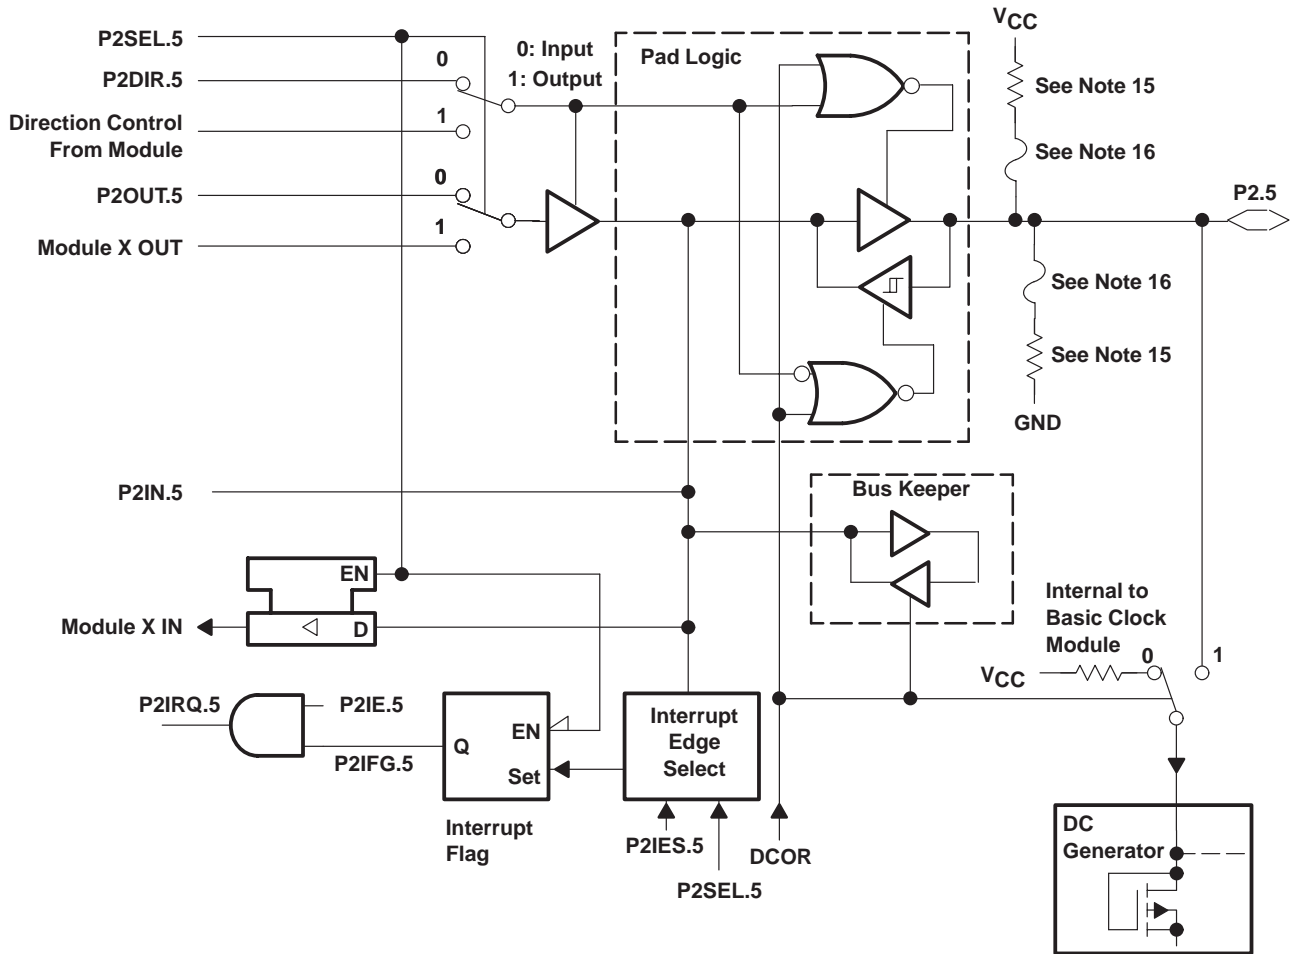 P2SEL.5
P2DIR.5
Direction Control
From Module
P2OUT.5
Module X OUT
0
1
0
1
0: Input
1: Output
Pad Logic
VCC
See Note 15
See Note 16
P2.5
See Note 16
See Note 15
GND
P2IN.5
Bus Keeper
EN
D
Module X IN
Internal to
Basic Clock
Module
0
1
VCC
P2IRQ.5
P2IE.5
P2IFG.5
Q
EN
Set
Interrupt
Flag
Interrupt
Edge
Select
P2IES.5
P2SEL.5
DCOR
DC
Generator